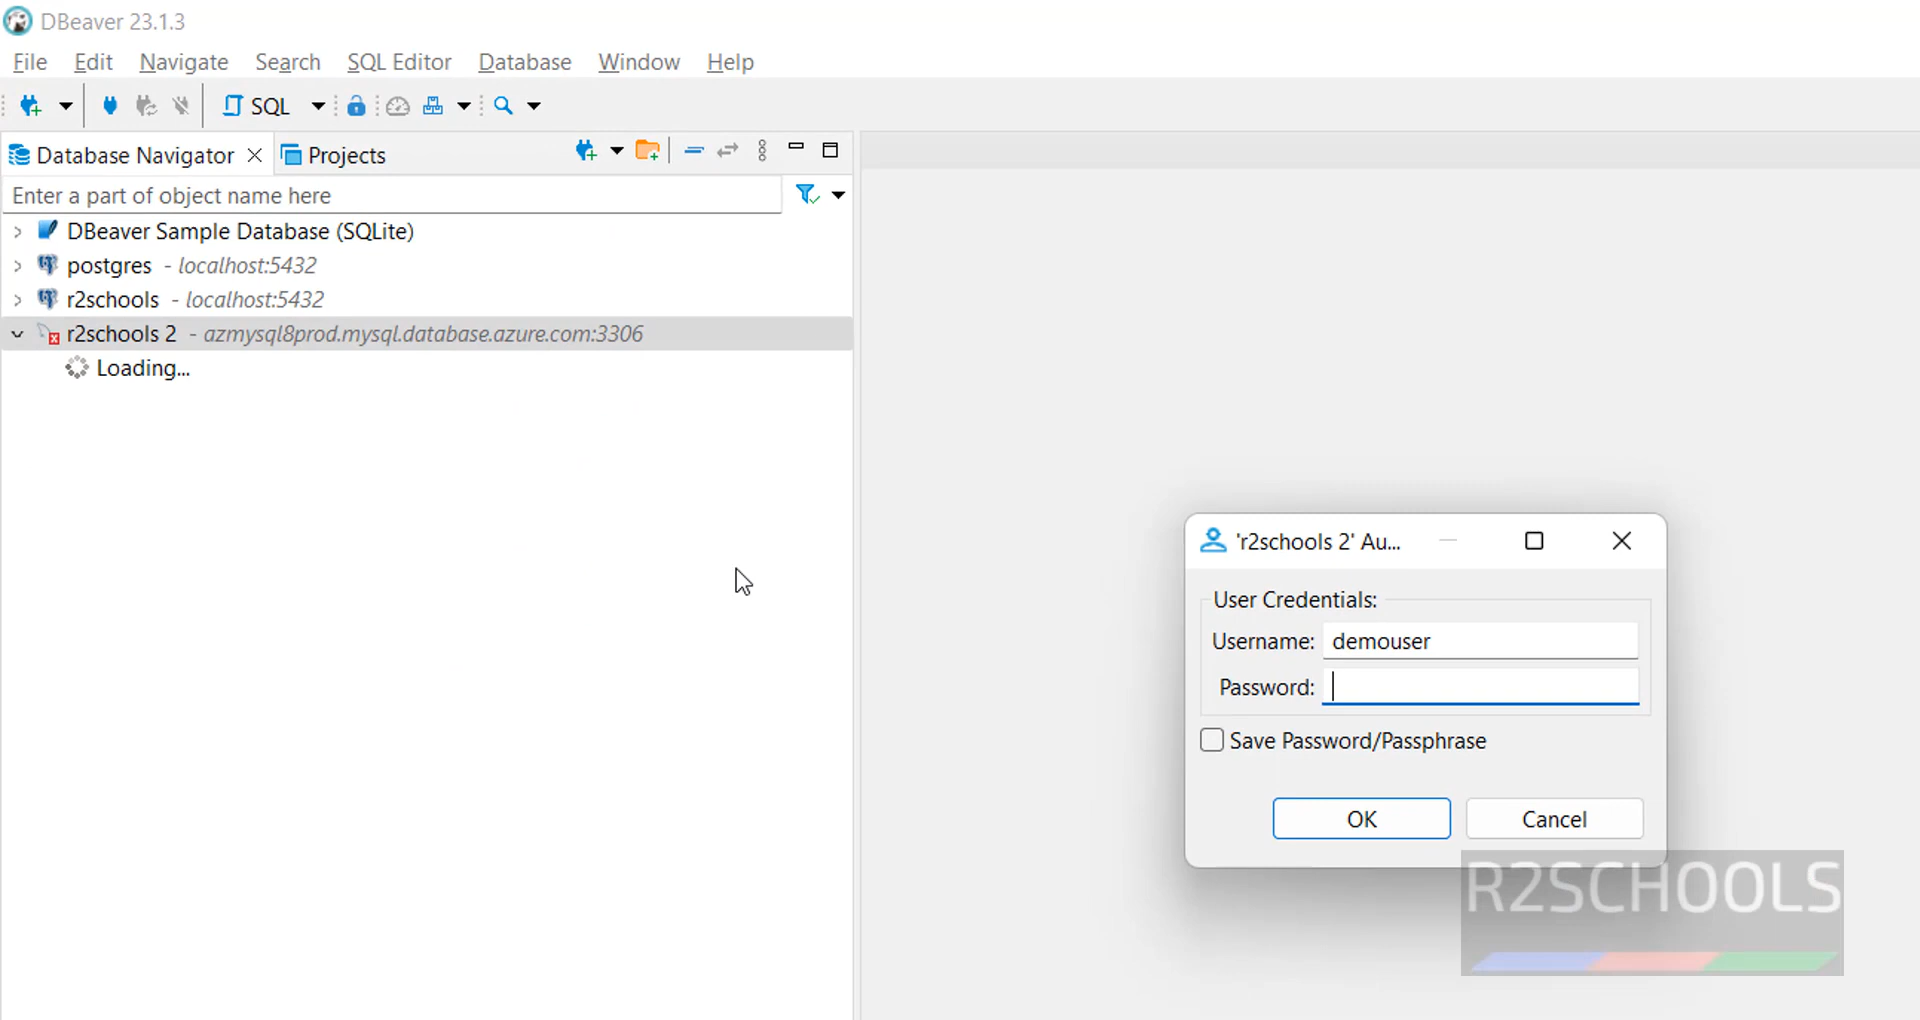 DBeaver 23.1.3
File Edit Navigate Search SQL Editor Database Window Help
SQL
Database Navigator Projects
Enter a part of object name here
DBeaver Sample Database (SQLite)
postgres - localhost:5432
r2schools - localhost:5432
r2schools 2 - azmysql8prod.mysql.database.azure.com:3306
Loading...
'r2schools 2' Au...
User Credentials:
Username: demouser
Password:
Save Password/Passphrase
OK Cancel
R2SCHOOLS